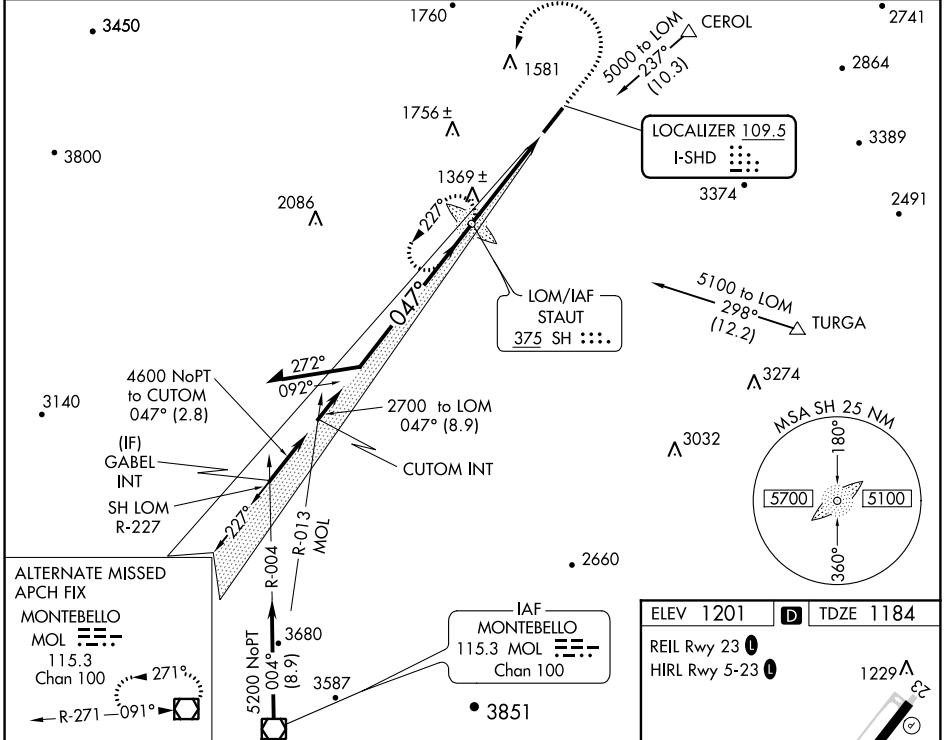 3450
1760
2741
CEROL
5000 to LOM
237°
(10.3)
1581
2864
1756 ±
LOCALIZER 109.5
I-SHD
3389
3800
1369 ±
3374
2491
2086
227°
LOM/IAF
STAUT
375 SH
5100 to LOM
298°
(12.2)
TURGA
047°
272°
092°
4600 NoPT
to CUTOM
047° (2.8)
3274
3140
2700 to LOM
047° (8.9)
MSA SH 25 NM
180°
5700
5100
360°
(IF)
GABEL
INT
3032
CUTOM INT
SH LOM
R-227
227°
R-013
MOL
R-004
2660
ALTERNATE MISSED
APCH FIX
MONTEBELLO
MOL
115.3
Chan 100
271°
R-271
091°
5200 NoPT
004°
(8.9)
3680
3587
IAF
MONTEBELLO
115.3 MOL
Chan 100
3851
ELEV 1201
D
TDZE 1184
REIL Rwy 23 L
HIRL Rwy 5-23 L
1229
23
P